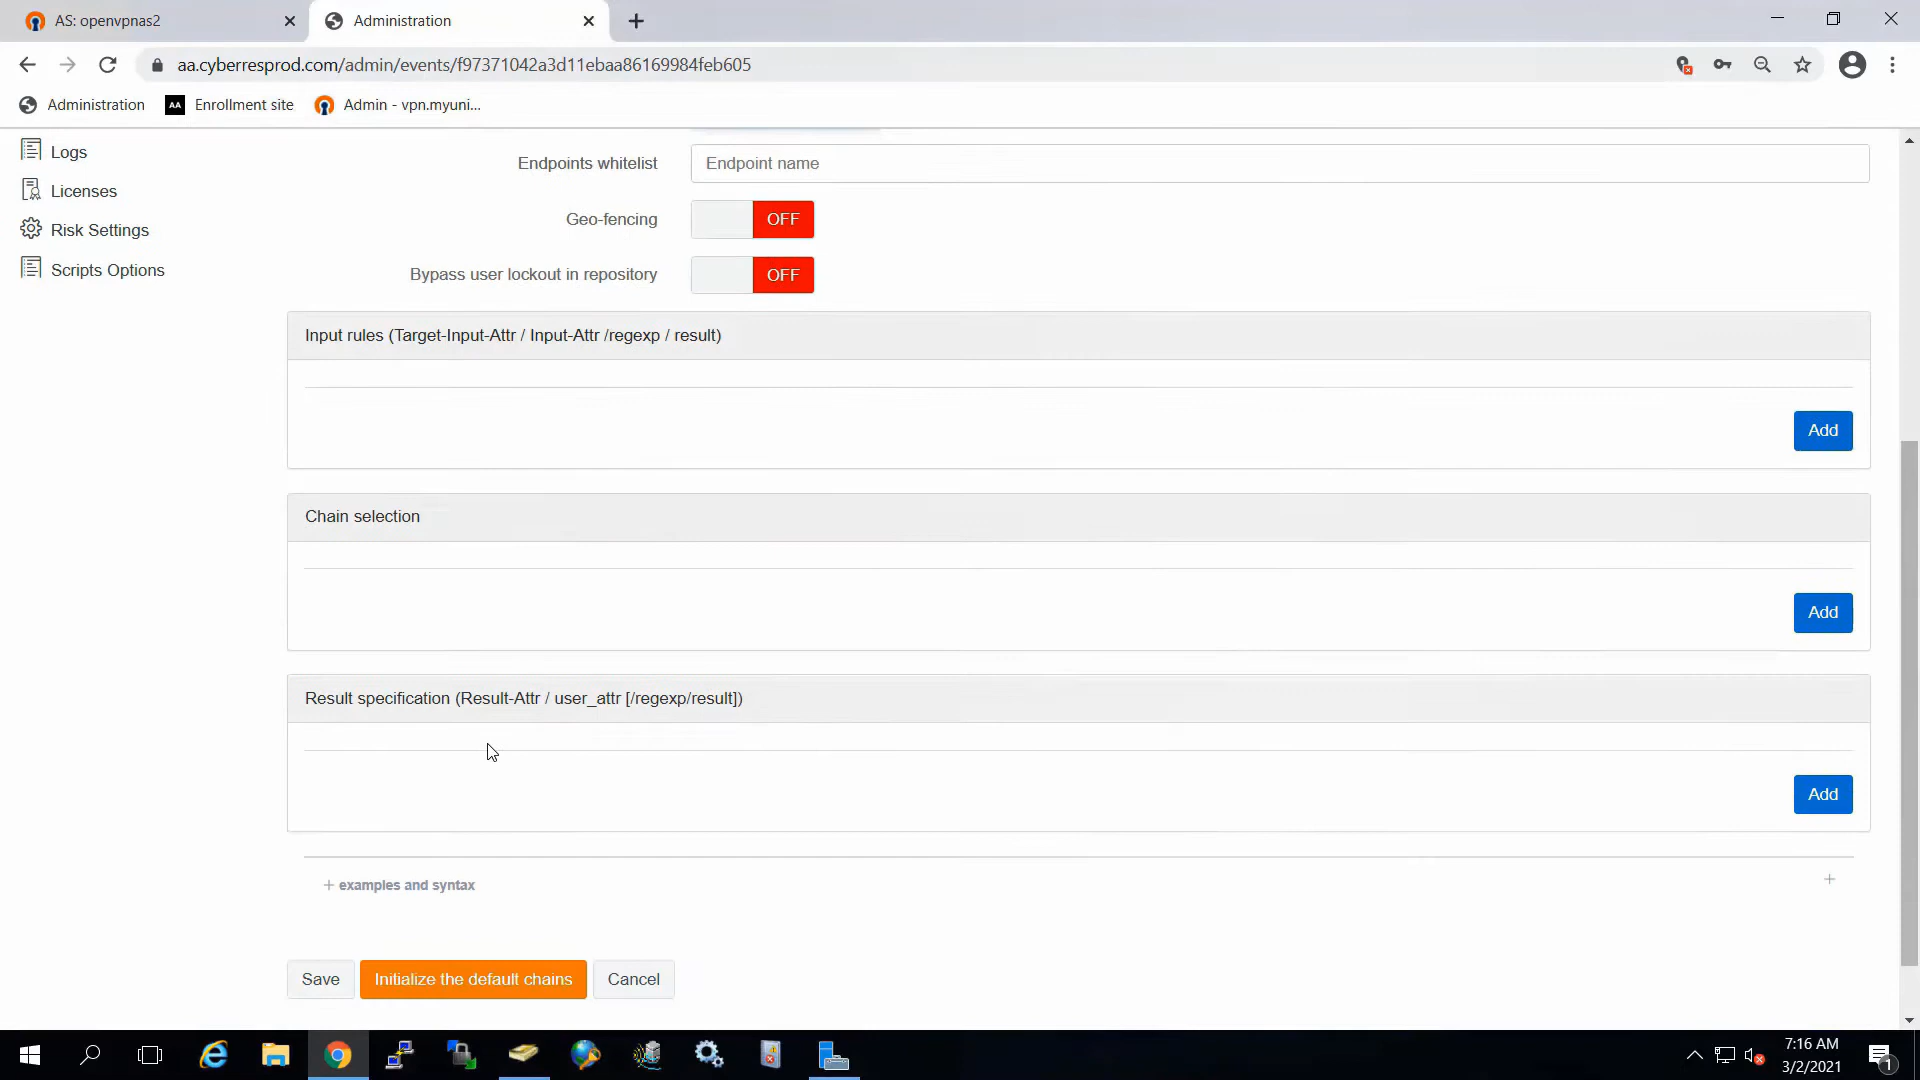 AS: openvpnas2
Administration
aa.cyberresprod.com/admin/events/f97371042a3d11ebaa86169984feb605
Administration
AA
Enrollment site
Admin - vpn.myuni...
Logs
Licenses
Risk Settings
Scripts Options
Endpoints whitelist
Endpoint name
Geo-fencing
OFF
Bypass user lockout in repository
OFF
Input rules (Target-Input-Attr / Input-Attr /regexp / result)
Add
Chain selection
Add
Result specification (Result-Attr / user_attr [/regexp/result])
Add
+ examples and syntax
+
Save
Initialize the default chains
Cancel
7:16 AM
3/2/2021
1